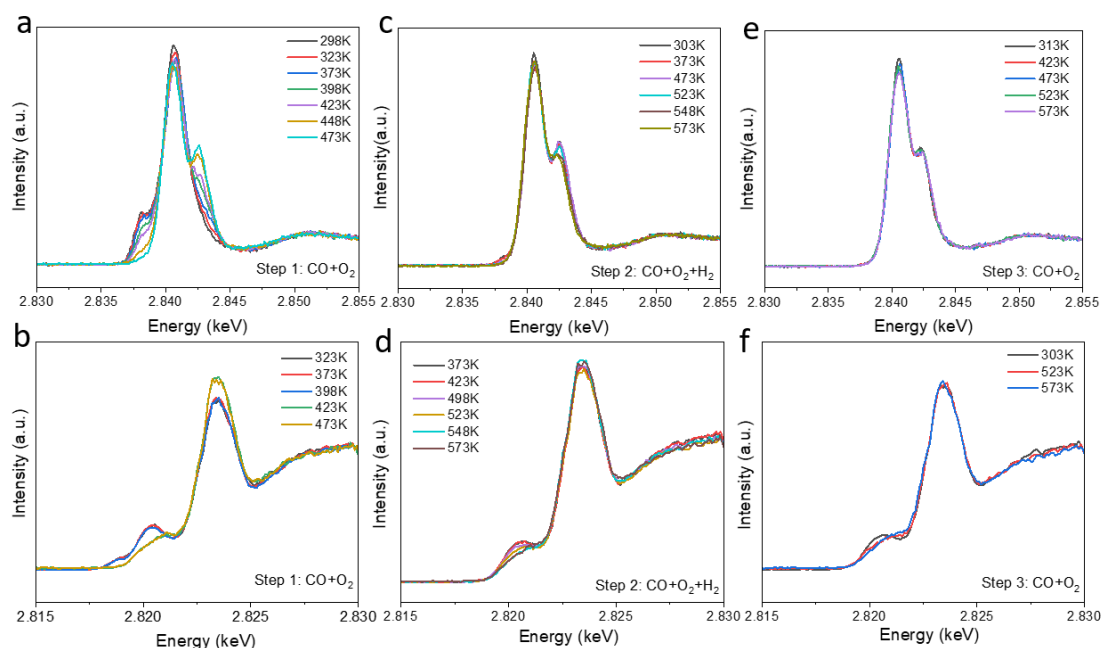 a
Intensity (a.u.)
298K
323K
373K
398K
423K
448K
473K
Step 1: CO+O₂
2.830 2.835 2.840 2.845 2.850 2.855
Energy (keV)
c
Intensity(a.u.)
303K
373K
473K
523K
548K
573K
Step 2: CO+O₂+H₂
2.830 2.835 2.840 2.845 2.850 2.855
Energy (keV)
e
Intensity (a.u.)
313K
423K
473K
523K
573K
Step 3: CO+O₂
2.830 2.835 2.840 2.845 2.850 2.855
Energy (keV)
b
Intensity (a.u.)
323K
373K
398K
423K
473K
Step 1: CO+O₂
2.815 2.820 2.825 2.830
Energy (keV)
d
Intensity (a.u.)
373K
423K
498K
523K
548K
573K
Step 2: CO+O₂+H₂
2.815 2.820 2.825 2.830
Energy (keV)
f
Intensity (a.u.)
303K
523K
573K
Step 3: CO+O₂
2.815 2.820 2.825 2.830
Energy (keV)